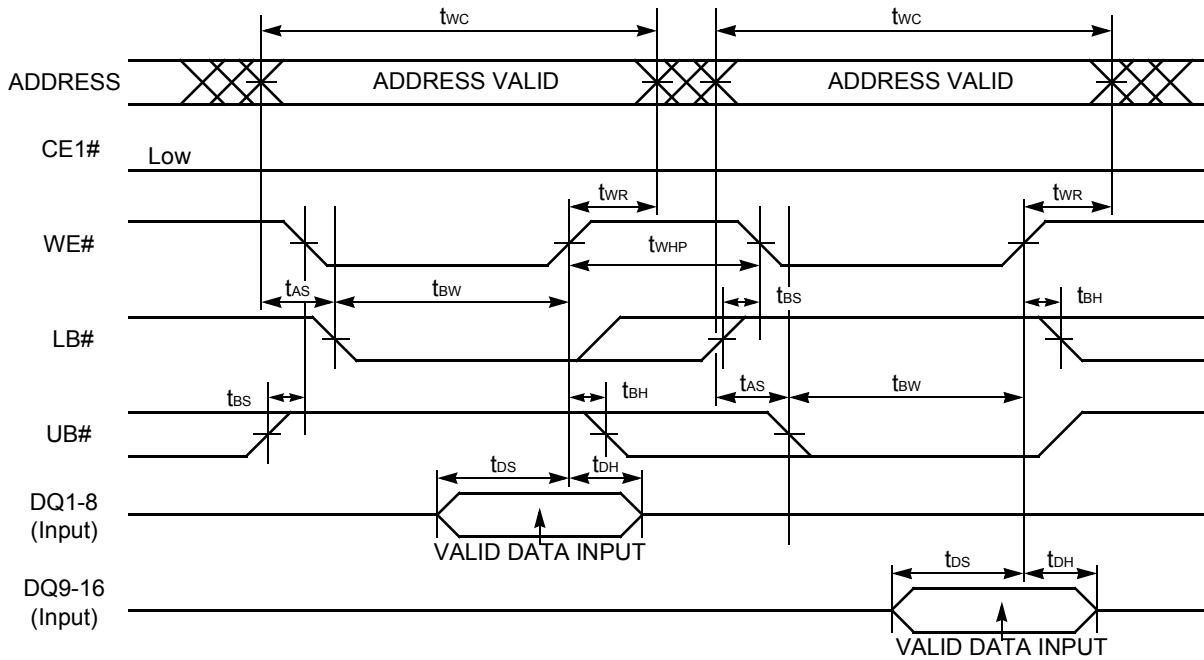 tWC tWC
ADDRESS ADDRESS VALID ADDRESS VALID
CE1# Low
tWR tWR
WE#
tWHP
tAS tBW tBS tBH
LB#
tBS tBH tAS tBW
UB#
tDS tDH
DQ1-8
(Input)
VALID DATA INPUT
tDS tDH
DQ9-16
(Input)
VALID DATA INPUT